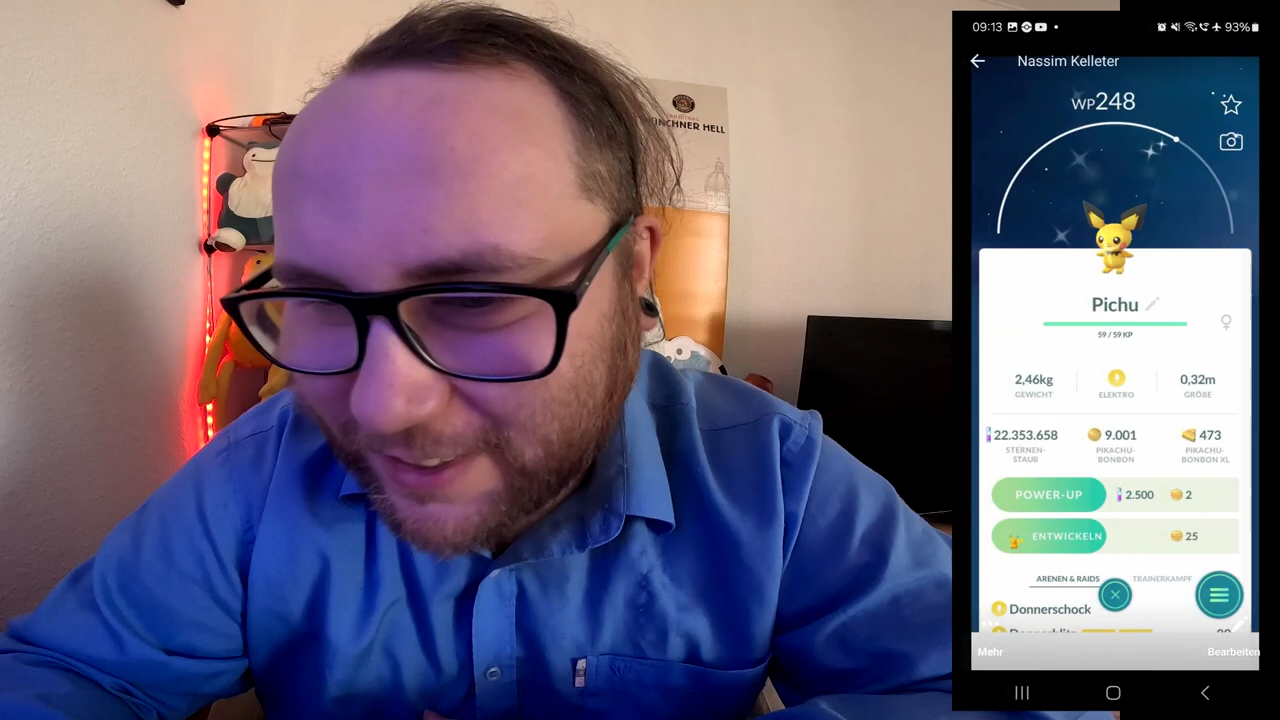 INCHNER HELL
09:13
93%
Nassim Kelleter
WP248
Pichu
59 / 59 KP
2,46kg
GEWICHT
ELEKTRO
0,32m
GRÖßE
22.353.658
STERNEN-
STAUB
9.001
PIKACHU-
BONBON
473
PIKACHU-
BONBON XL
POWER-UP 2.500 2
ENTWICKELN 25
ARENEN & RAIDS TRAINERKAMPF
Donnerschock
Mehr
Bearbeiten